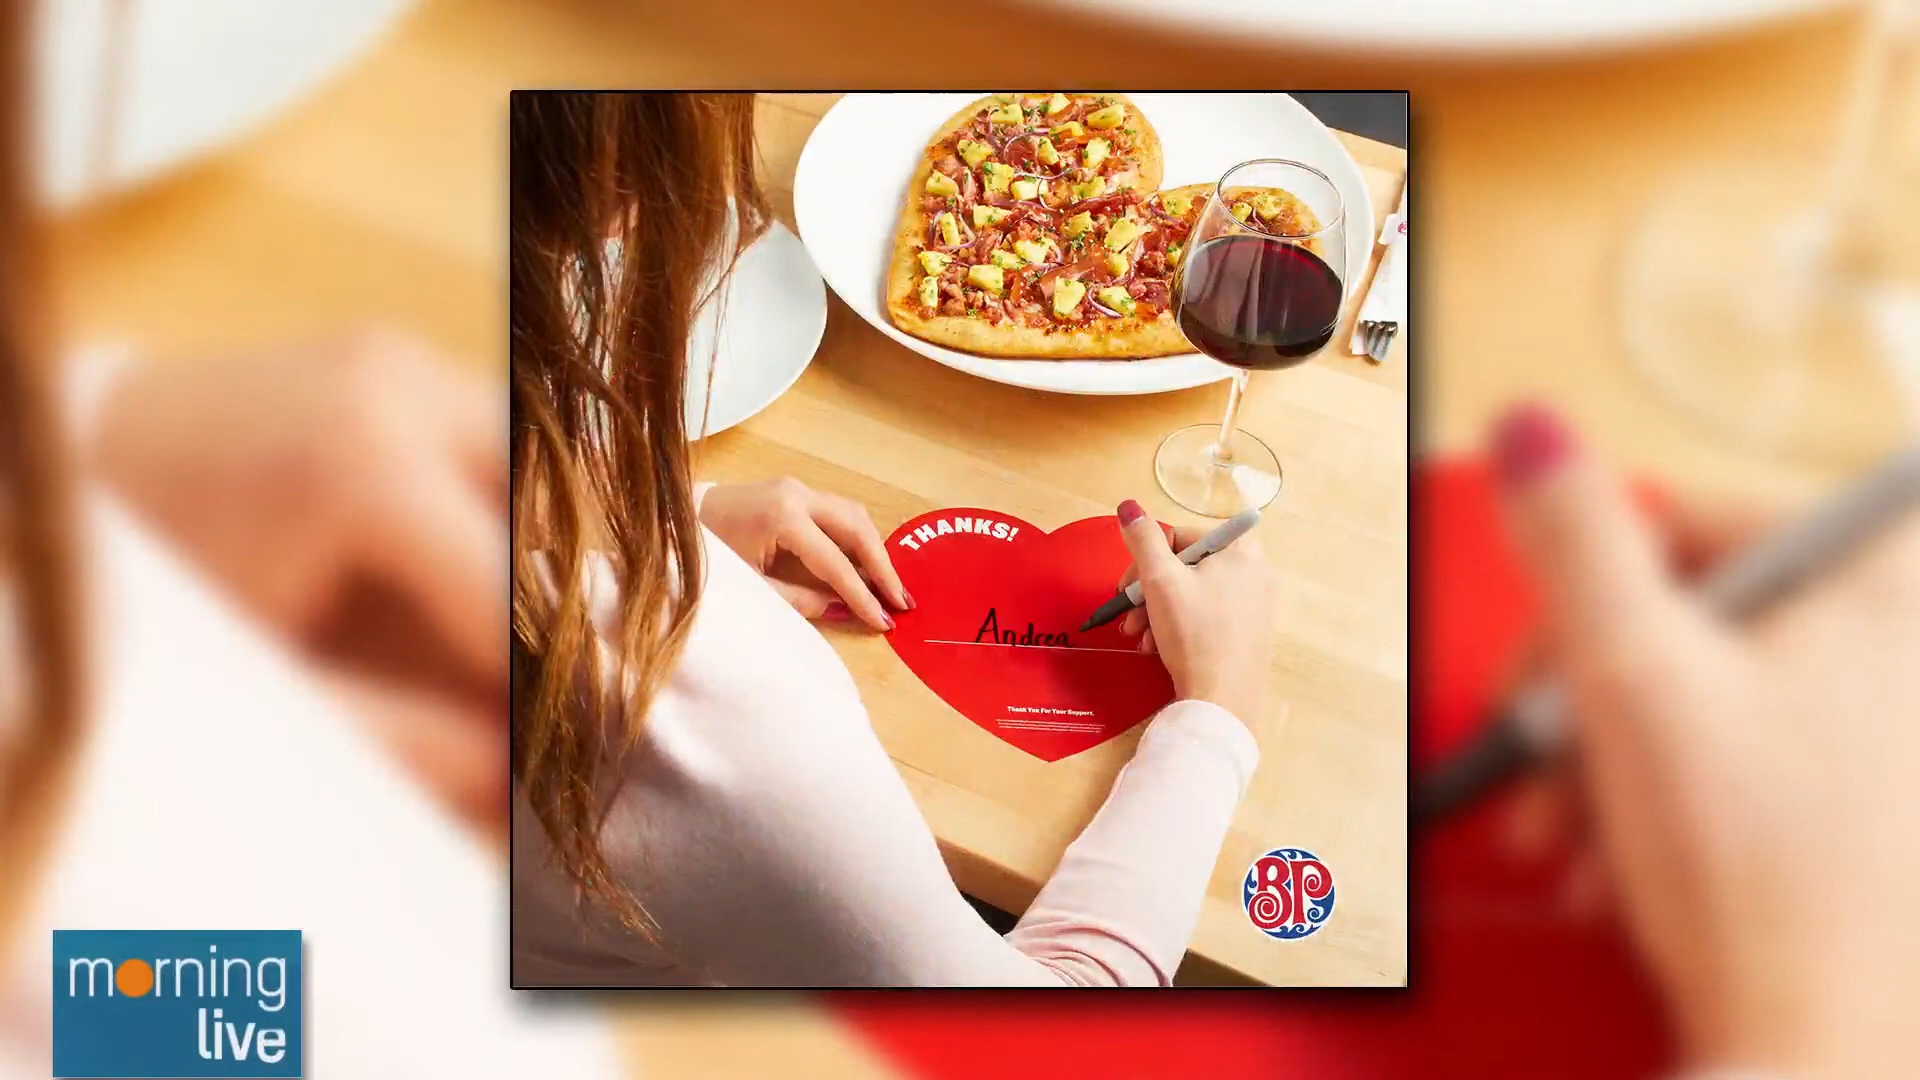 THANKS!
Andrea
Thank You For Your Support.
BP
morning
live